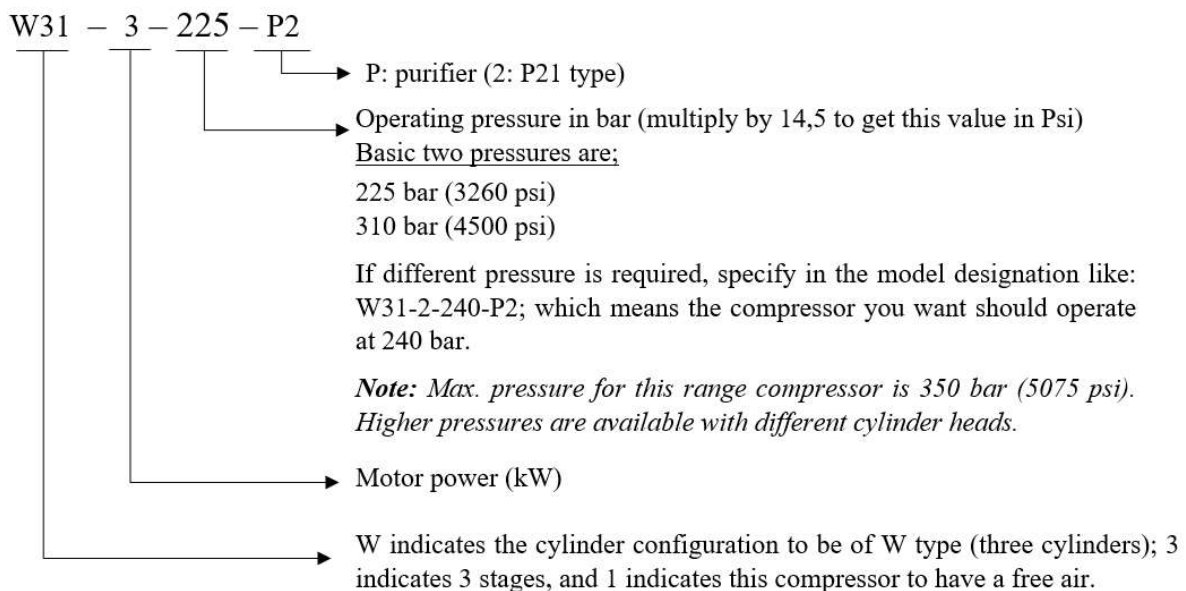 W31 – 3 – 225 – P2
P: purifier (2: P21 type)
Operating pressure in bar (multiply by 14,5 to get this value in Psi)
Basic two pressures are;
225 bar (3260 psi)
310 bar (4500 psi)
If different pressure is required, specify in the model designation like:
W31-2-240-P2; which means the compressor you want should operate
at 240 bar.
Note: Max. pressure for this range compressor is 350 bar (5075 psi).
Higher pressures are available with different cylinder heads.
Motor power (kW)
W indicates the cylinder configuration to be of W type (three cylinders); 3
indicates 3 stages, and 1 indicates this compressor to have a free air.